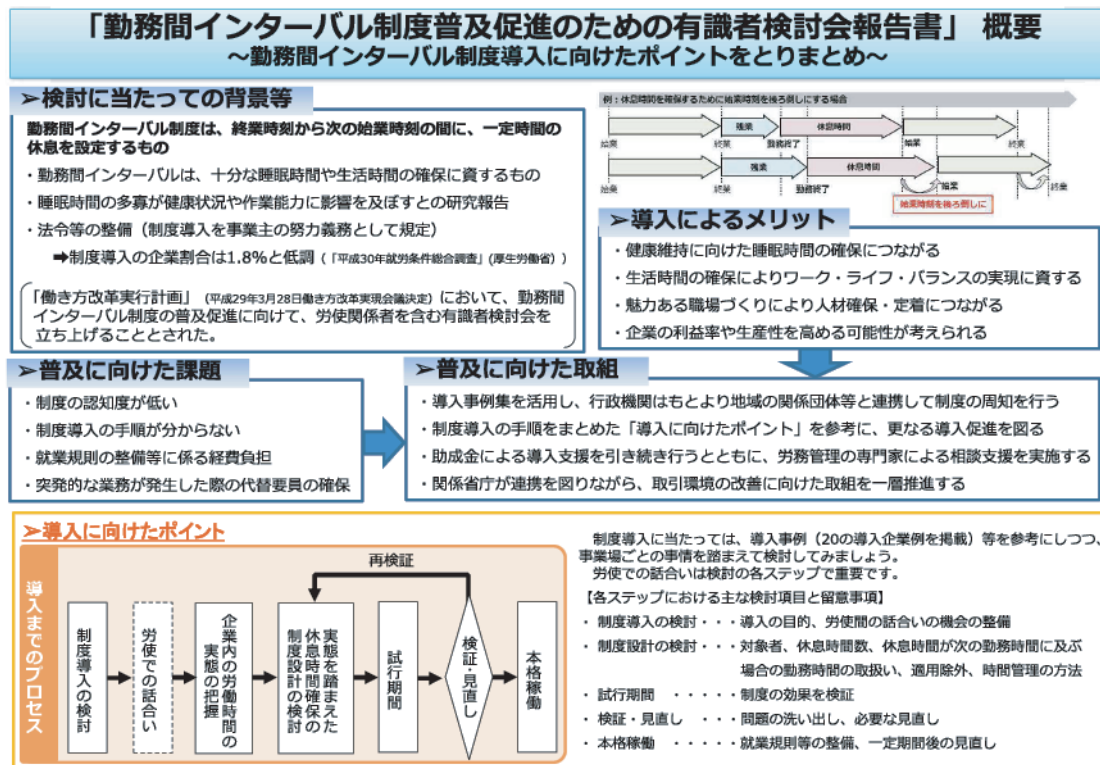 「勤務間インターバル制度普及促進のための有識者検討会報告書」 概要
～勤務間インターバル制度導入に向けたポイントをとりまとめ～
➢検討に当たっての背景等
勤務間インターバル制度は、終業時刻から次の始業時刻の間に、一定時間の
休息を設定するもの
・勤務間インターバルは、十分な睡眠時間や生活時間の確保に資するもの
・睡眠時間の多寡が健康状況や作業能力に影響を及ぼすとの研究報告
・法令等の整備（制度導入を事業主の努力義務として規定）
➡制度導入の企業割合は1.8%と低調（「平成30年就労条件総合調査」(厚生労働省））
「働き方改革実行計画」（平成29年3月28日働き方改革実現会議決定）において、勤務間
インターバル制度の普及促進に向けて、労使関係者を含む有識者検討会を
立ち上げることとされた。
例：休息時間を確保するために始業時刻を後ろ倒しにする場合
残業 休息時間
始業 終業 勤務終了 始業 終業
残業 休息時間
始業 終業 勤務終了 始業 終業
始業時刻を後ろ倒しに
➢導入によるメリット
・健康維持に向けた睡眠時間の確保につながる
・生活時間の確保によりワーク・ライフ・バランスの実現に資する
・魅力ある職場づくりにより人材確保・定着につながる
・企業の利益率や生産性を高める可能性が考えられる
➢普及に向けた課題
・制度の認知度が低い
・制度導入の手順が分からない
・就業規則の整備等に係る経費負担
・突発的な業務が発生した際の代替要員の確保
➢普及に向けた取組
・導入事例集を活用し、行政機関はもとより地域の関係団体等と連携して制度の周知を行う
・制度導入の手順をまとめた「導入に向けたポイント」を参考に、更なる導入促進を図る
・助成金による導入支援を引き続き行うとともに、労務管理の専門家による相談支援を実施する
・関係省庁が連携を図りながら、取引環境の改善に向けた取組を一層推進する
➢導入に向けたポイント
導入までのプロセス
再検証
制度導入の検討
労使での話合い
企業内の労働時間の
実態の把握
実態を踏まえた
休息時間確保の
制度設計の検討
試行期間
検証・見直し
本格稼働
制度導入に当たっては、導入事例（20の導入企業例を掲載）等を参考にしつつ、
事業場ごとの事情を踏まえて検討してみましょう。
労使での話合いは検討の各ステップで重要です。
【各ステップにおける主な検討項目と留意事項】
・ 制度導入の検討・・・ 導入の目的、労使間の話合いの機会の整備
・ 制度設計の検討・・・ 対象者、休息時間数、休息時間が次の勤務時間に及ぶ
場合の勤務時間の取扱い、適用除外、時間管理の方法
・ 試行期間 ・・・・・ 制度の効果を検証
・ 検証・見直し ・・・ 問題の洗い出し、必要な見直し
・ 本格稼働 ・・・・・ 就業規則等の整備、一定期間後の見直し